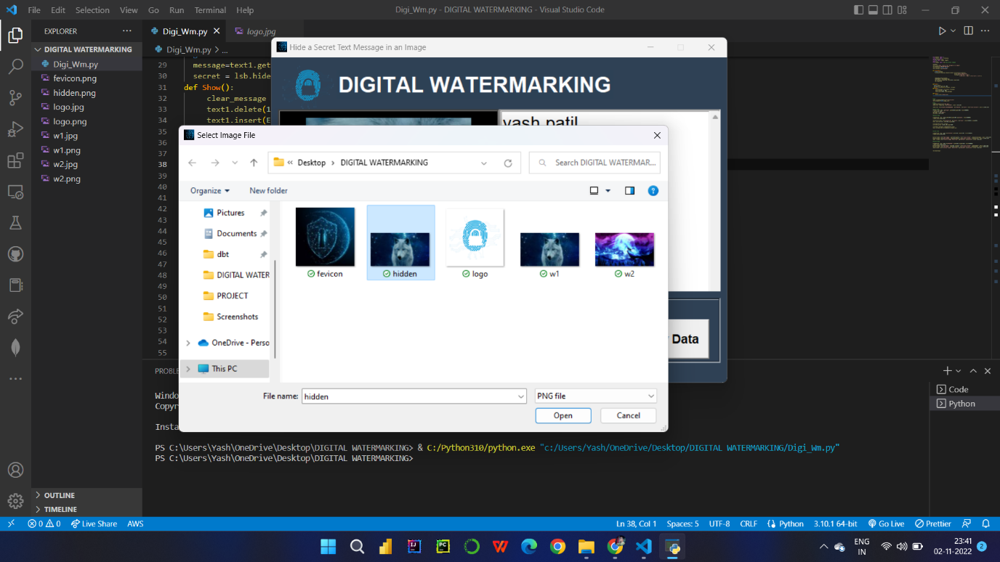 File Edit Selection View Go Run Terminal Help
Digi_Wm.py - DIGITAL WATERMARKING - Visual Studio Code
EXPLORER
DIGITAL WATERMARKING
Digi_Wm.py
fevicon.png
hidden.png
logo.jpg
logo.png
w1.jpg
w1.png
w2.jpg
w2.png
OUTLINE
TIMELINE
Digi_Wm.py
logo.jpg
Digi_Wm.py > ...
29 message=text1.get
30 secret = lsb.hide
31 def Show():
32 clear_message
33 text1.delete(1
34 text1.insert(E
35
36
37
38
39
40
41
42
43
44
45
46
47
48
49
50
51
52
53
54
55
Hide a Secret Text Message in an Image
DIGITAL WATERMARKING
yash patil
Data
Select Image File
Desktop > DIGITAL WATERMARKING
Search DIGITAL WATERMAR...
Organize
New folder
Pictures
Documents
dbt
DIGITAL WATER
PROJECT
Screenshots
OneDrive - Perso
This PC
fevicon
hidden
logo
w1
w2
File name: hidden
PNG file
Open
Cancel
PROBLE
Windo
Copyr
Insta
PS C:\Users\Yash\OneDrive\Desktop\DIGITAL WATERMARKING> & C:/Python310/python.exe "c:/Users/Yash/OneDrive/Desktop/DIGITAL WATERMARKING/Digi_Wm.py"
PS C:\Users\Yash\OneDrive\Desktop\DIGITAL WATERMARKING>
Code
Python
0 0 Live Share AWS
Ln 38, Col 1 Spaces: 5 UTF-8 CRLF Python 3.10.1 64-bit Go Live Prettier
ENG
IN
23:41
02-11-2022
2